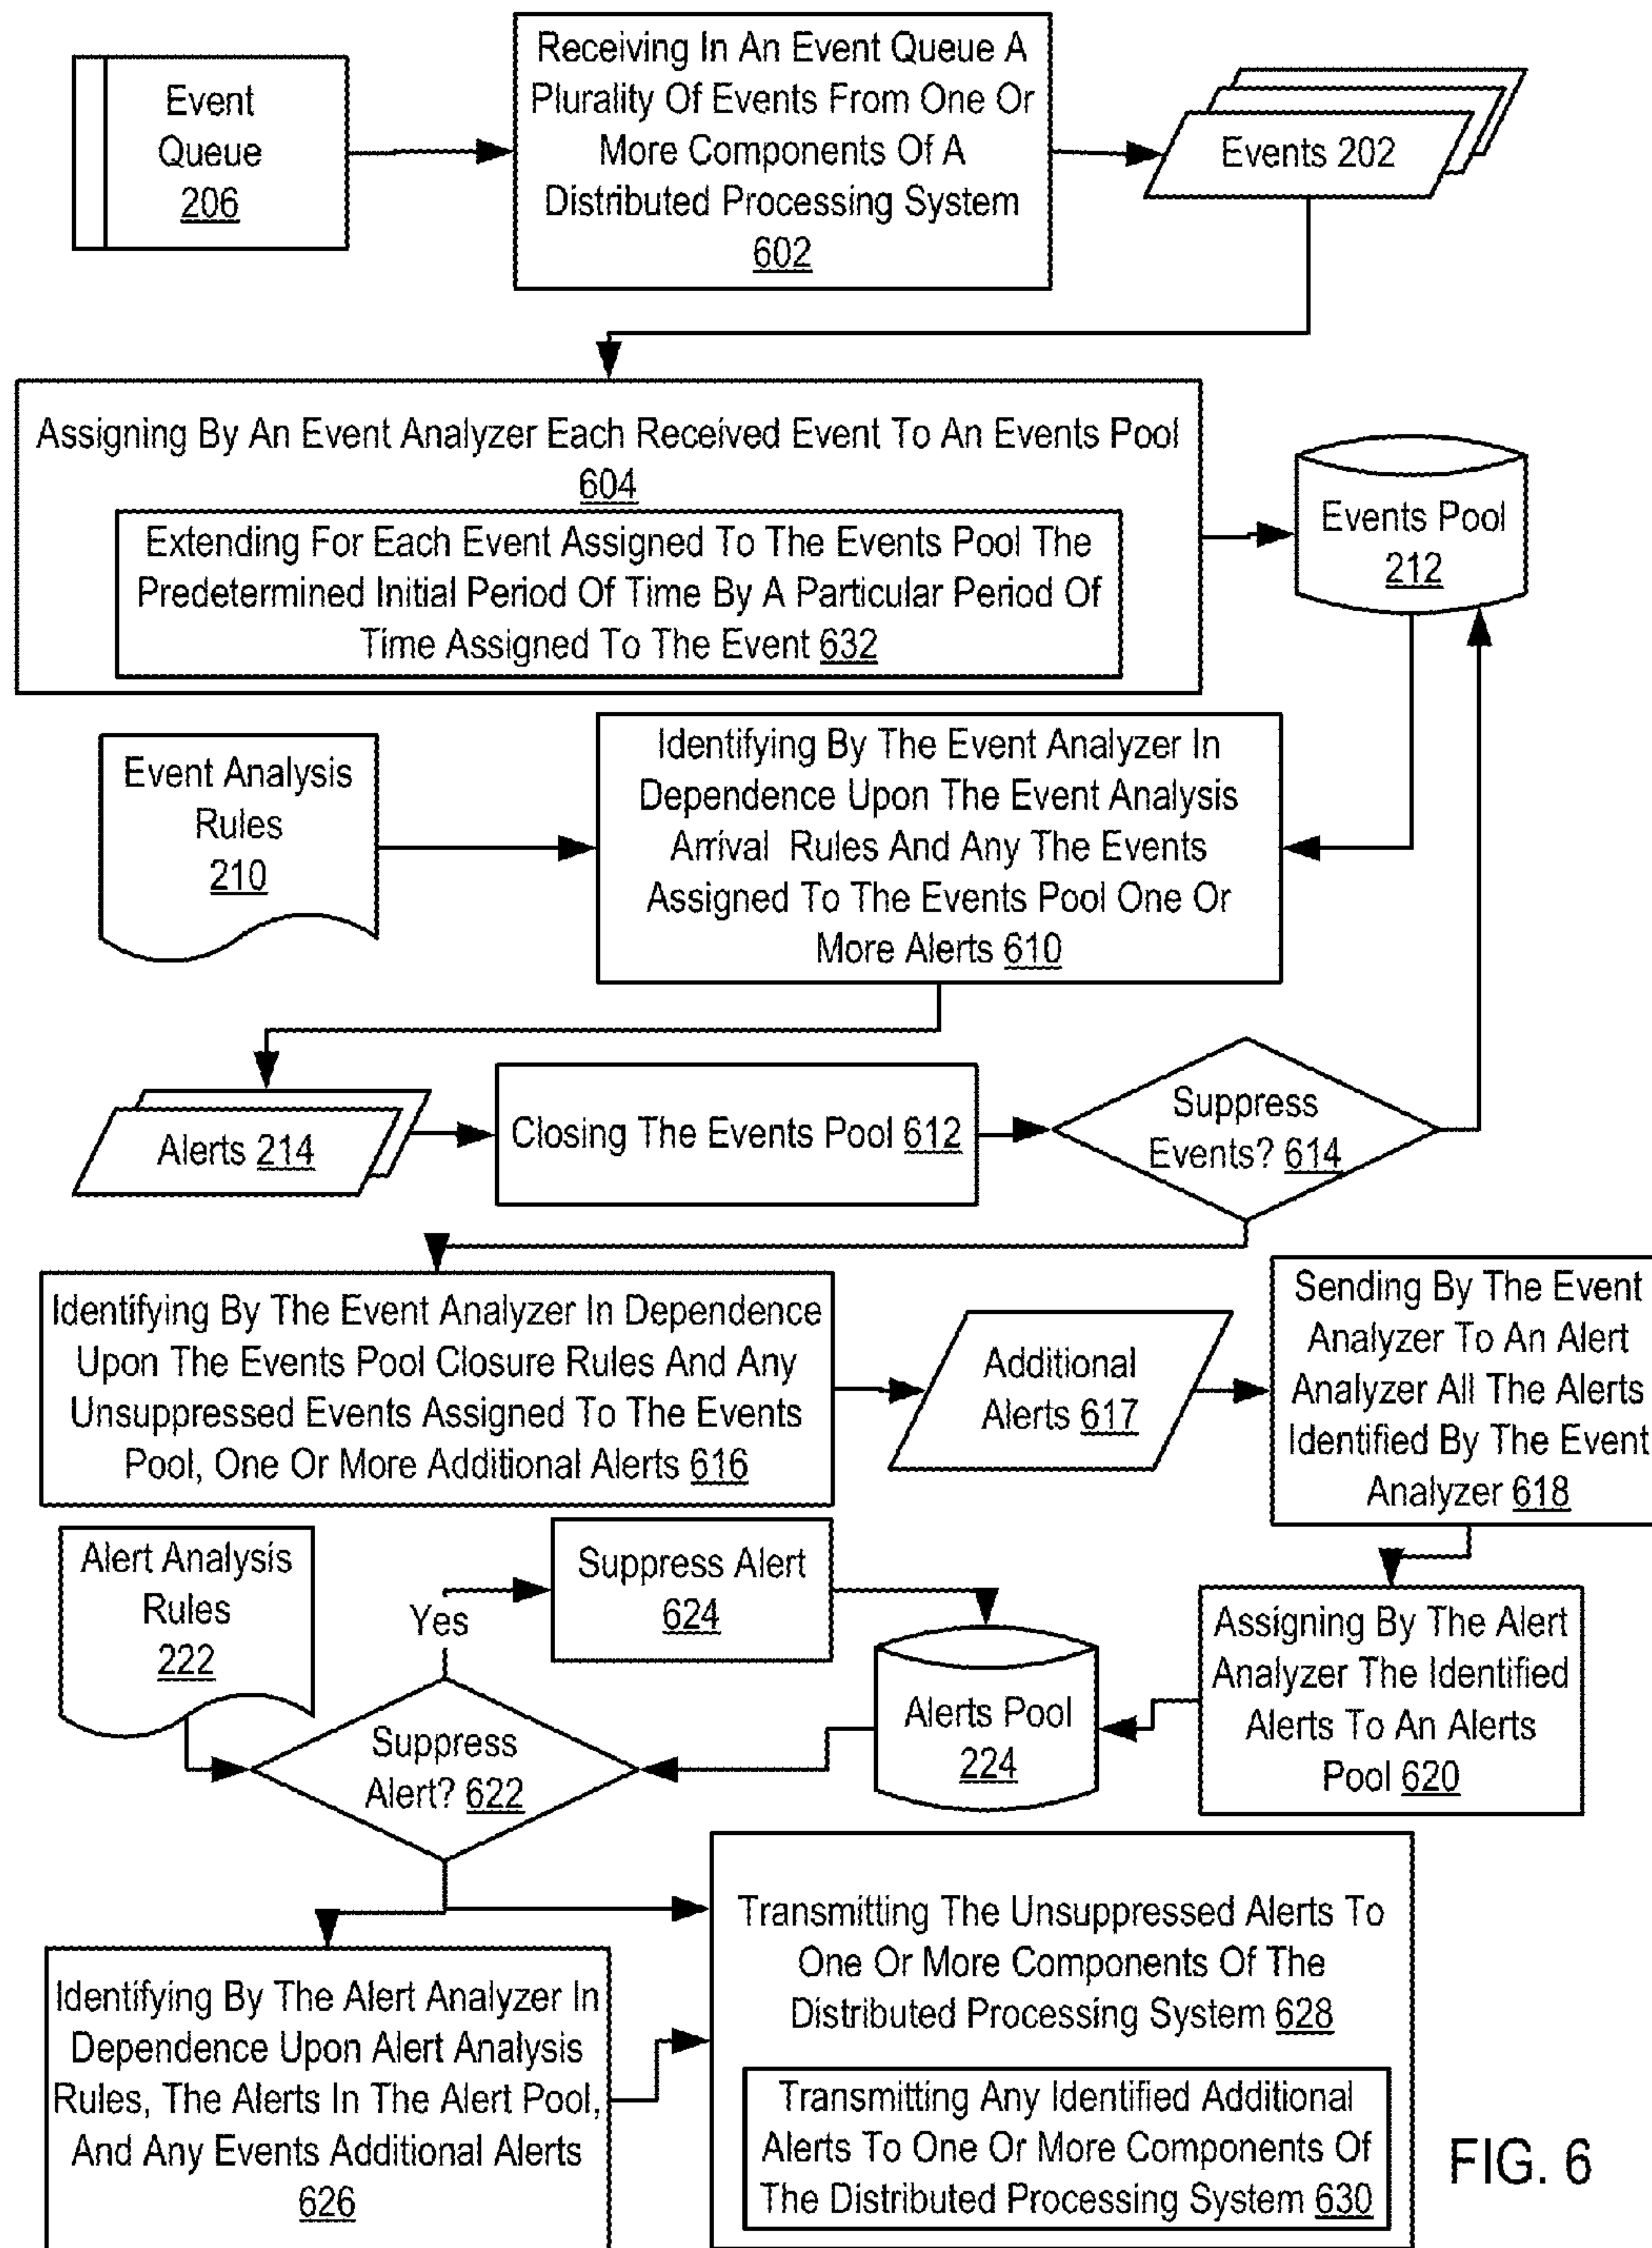 Event
Queue
206
Receiving In An Event Queue A
Plurality Of Events From One Or
More Components Of A
Distributed Processing System
602
Events 202
Assigning By An Event Analyzer Each Received Event To An Events Pool
604
Extending For Each Event Assigned To The Events Pool The
Predetermined Initial Period Of Time By A Particular Period Of
Time Assigned To The Event 632
Events Pool
212
Event Analysis
Rules
210
Identifying By The Event Analyzer In
Dependence Upon The Event Analysis
Arrival Rules And Any The Events
Assigned To The Events Pool One Or
More Alerts 610
Alerts 214
Closing The Events Pool 612
Suppress
Events? 614
Identifying By The Event Analyzer In Dependence
Upon The Events Pool Closure Rules And Any
Unsuppressed Events Assigned To The Events
Pool, One Or More Additional Alerts 616
Additional
Alerts 617
Sending By The Event
Analyzer To An Alert
Analyzer All The Alerts
Identified By The Event
Analyzer 618
Alert Analysis
Rules
222
Yes
Suppress Alert
624
Suppress
Alert? 622
Alerts Pool
224
Assigning By The Alert
Analyzer The Identified
Alerts To An Alerts
Pool 620
Identifying By The Alert Analyzer In
Dependence Upon Alert Analysis
Rules, The Alerts In The Alert Pool,
And Any Events Additional Alerts
626
Transmitting The Unsuppressed Alerts To
One Or More Components Of The
Distributed Processing System 628
Transmitting Any Identified Additional
Alerts To One Or More Components Of
The Distributed Processing System 630
FIG. 6